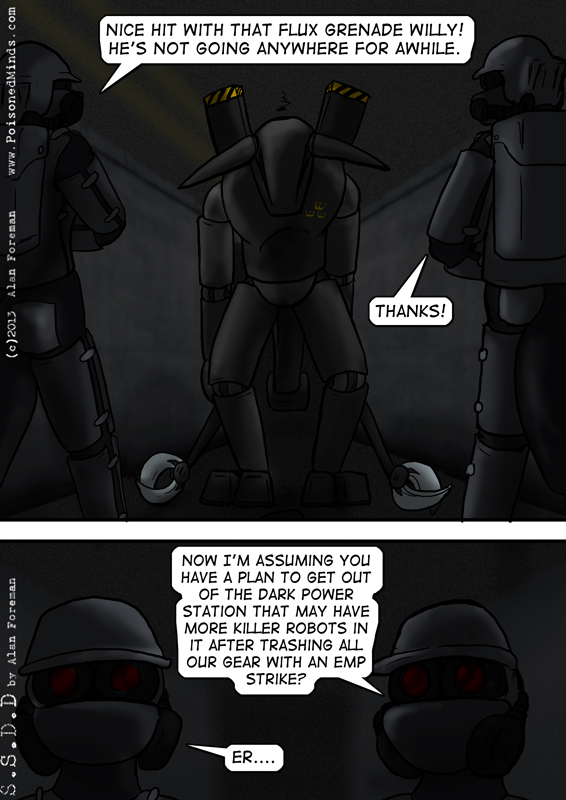 NICE HIT WITH THAT FLUX GRENADE WILLY!
HE'S NOT GOING ANYWHERE FOR AWHILE.
THANKS!
(c)2013 Alan Foreman www.PoisonedMinds.com
NOW I'M ASSUMING YOU
HAVE A PLAN TO GET OUT
OF THE DARK POWER
STATION THAT MAY HAVE
MORE KILLER ROBOTS IN
IT AFTER TRASHING ALL
OUR GEAR WITH AN EMP
STRIKE?
ER....
S.S.D.D by Alan Foreman